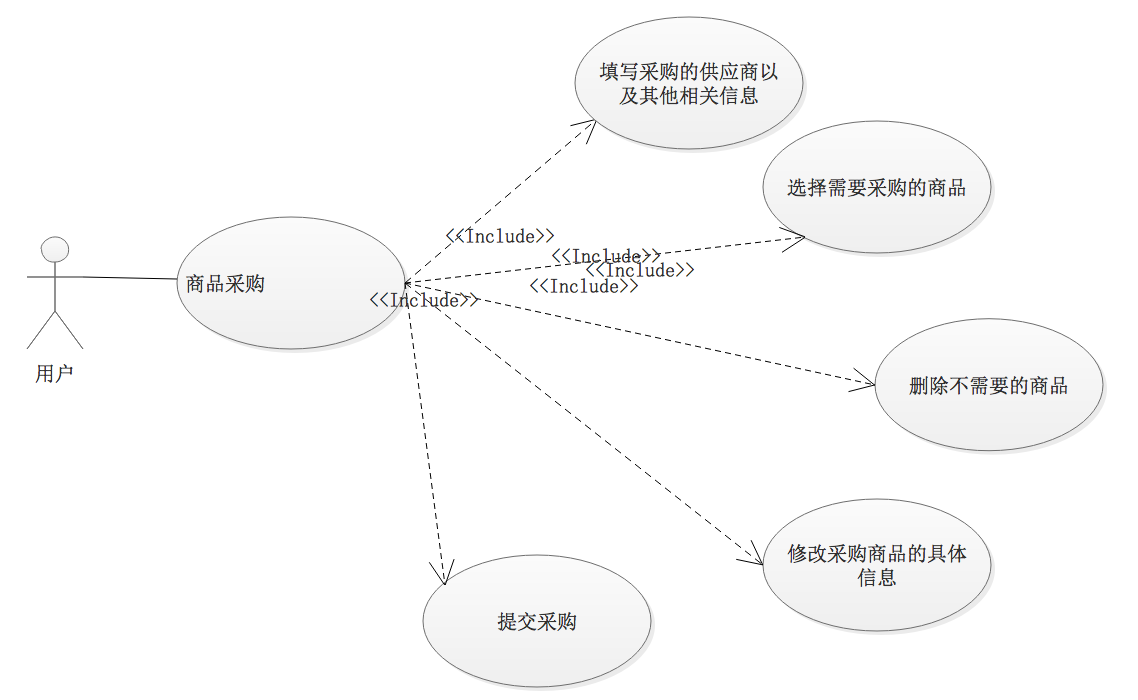 填写采购的供应商以
及其他相关信息
选择需要采购的商品
<<Include>>
<<Include>>
<<Include>>
<<Include>>
<<Include>>
商品采购
用户
删除不需要的商品
修改采购商品的具体
信息
提交采购